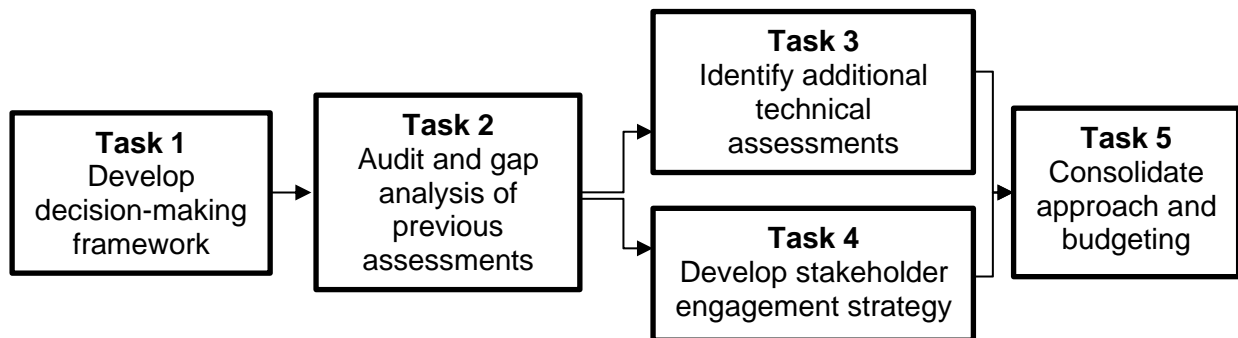 Task 1
Develop
decision-making
framework
Task 2
Audit and gap
analysis of
previous
assessments
Task 3
Identify additional
technical
assessments
Task 4
Develop stakeholder
engagement strategy
Task 5
Consolidate
approach and
budgeting